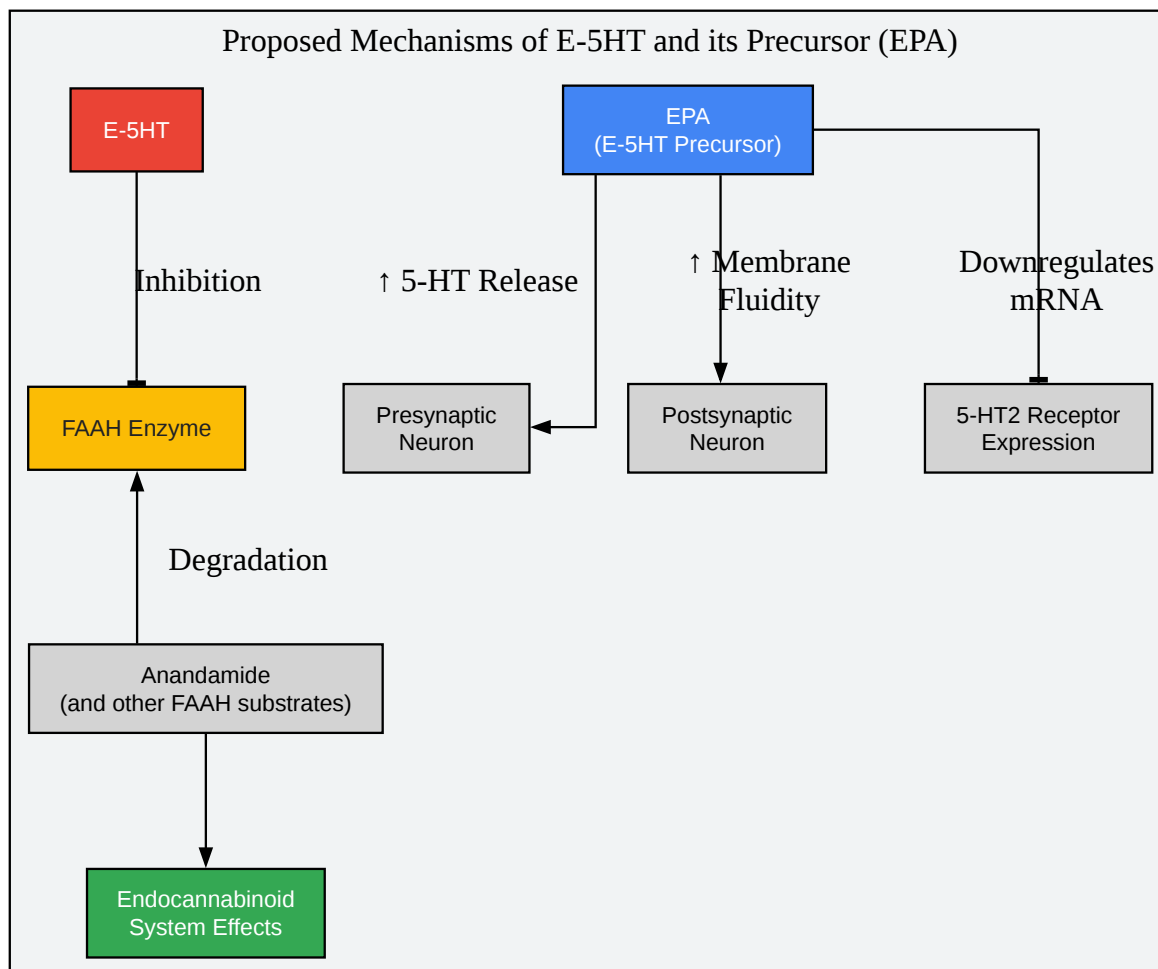 Proposed Mechanisms of E-5HT and its Precursor (EPA)
E-5HT
EPA
(E-5HT Precursor)
Inhibition
↑ 5-HT Release
↑ Membrane
Fluidity
Downregulates
mRNA
FAAH Enzyme
Presynaptic
Neuron
Postsynaptic
Neuron
5-HT2 Receptor
Expression
Degradation
Anandamide
(and other FAAH substrates)
Endocannabinoid
System Effects